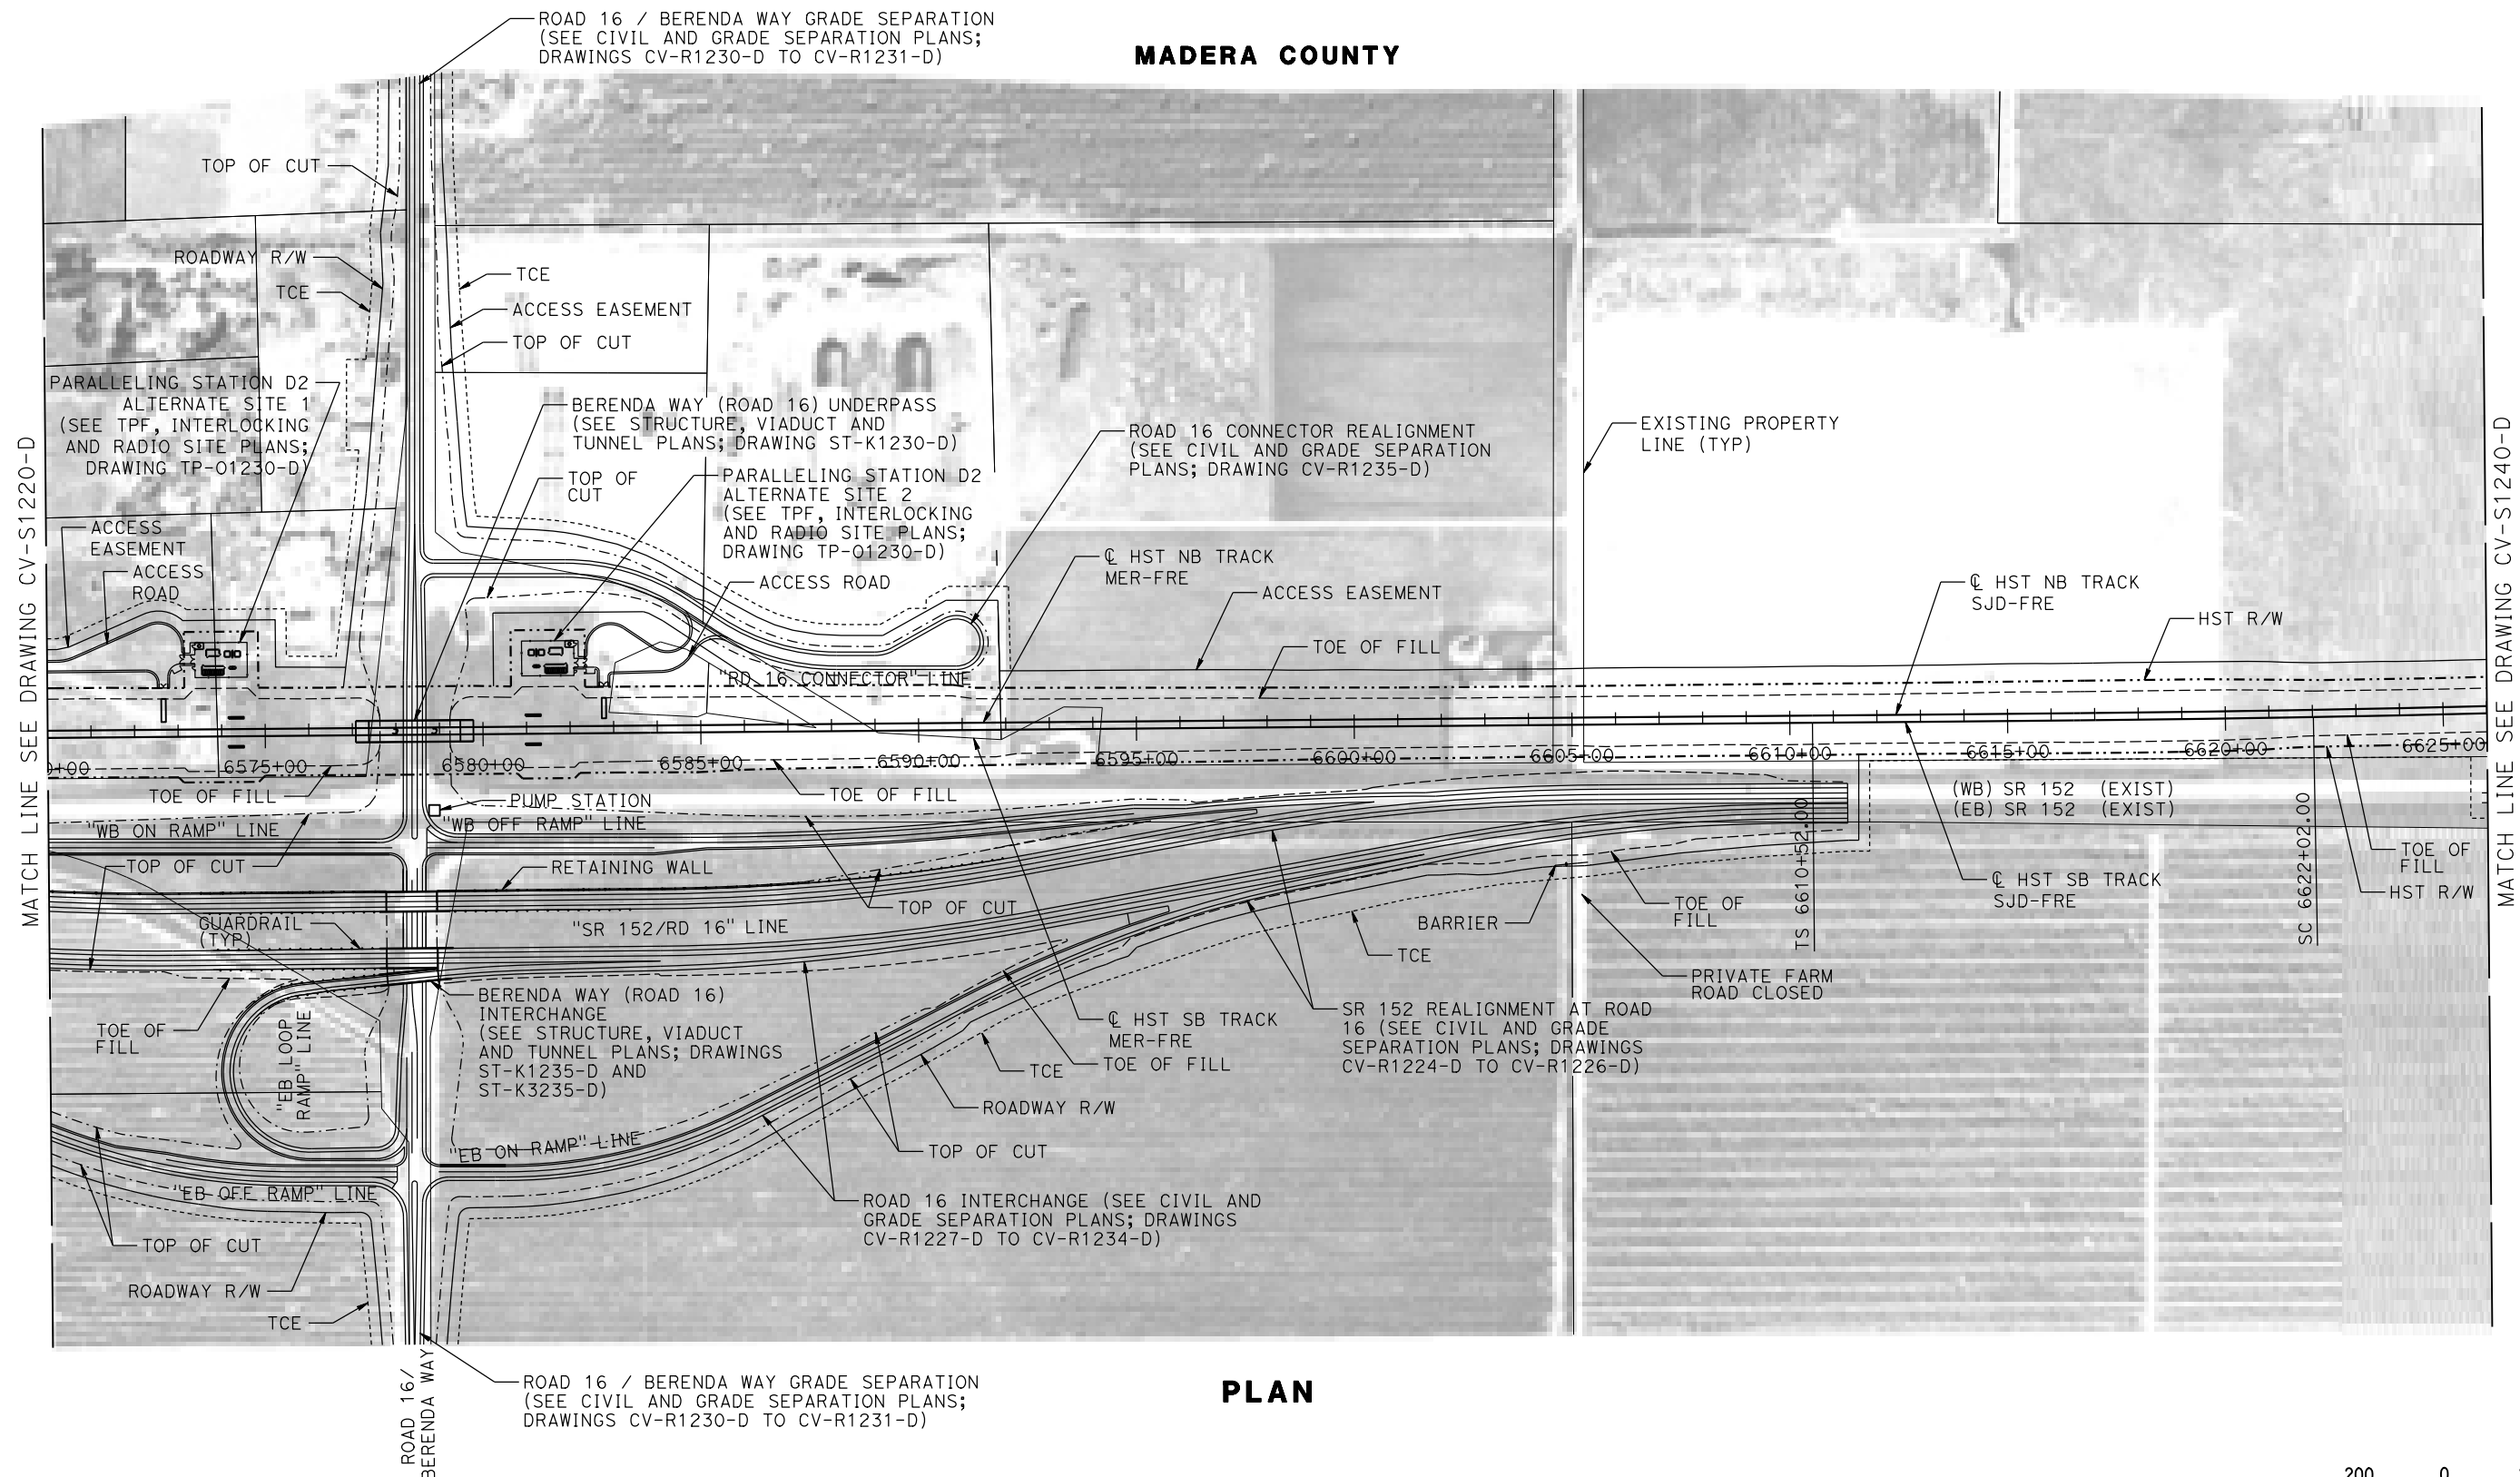 ROAD 16 / BERENDA WAY GRADE SEPARATION
(SEE CIVIL AND GRADE SEPARATION PLANS;
DRAWINGS CV-R1230-D TO CV-R1231-D)
MADERA COUNTY
TOP OF CUT
ROADWAY R/W
TCE
TCE
ACCESS EASEMENT
TOP OF CUT
PARALLELING STATION D2
ALTERNATE SITE 1
(SEE TPF, INTERLOCKING
AND RADIO SITE PLANS;
DRAWING TP-01230-D)
BERENDA WAY (ROAD 16) UNDERPASS
(SEE STRUCTURE, VIADUCT AND
TUNNEL PLANS; DRAWING ST-K1230-D)
TOP OF
CUT
PARALLELING STATION D2
ALTERNATE SITE 2
(SEE TPF, INTERLOCKING
AND RADIO SITE PLANS;
DRAWING TP-01230-D)
ROAD 16 CONNECTOR REALIGNMENT
(SEE CIVIL AND GRADE SEPARATION
PLANS; DRAWING CV-R1235-D)
EXISTING PROPERTY
LINE (TYP)
MATCH LINE SEE DRAWING CV-S1220-D
MATCH LINE SEE DRAWING CV-S1240-D
ACCESS
EASEMENT
ACCESS
ROAD
ACCESS ROAD
℄ HST NB TRACK
MER-FRE
ACCESS EASEMENT
TOE OF FILL
℄ HST NB TRACK
SJD-FRE
HST R/W
"RD 16 CONNECTOR" LINE
0+00
6575+00
6580+00
6585+00
6590+00
6595+00
6600+00
6605+00
6610+00
6615+00
6620+00
6625+00
TOE OF FILL
PUMP STATION
TOE OF FILL
"WB ON RAMP" LINE
"WB OFF RAMP" LINE
(WB) SR 152 (EXIST)
(EB) SR 152 (EXIST)
TS 6610+52.00
SC 6622+02.00
TOP OF CUT
RETAINING WALL
TOP OF CUT
GUARDRAIL
(TYP)
"SR 152/RD 16" LINE
BARRIER
TOE OF
FILL
℄ HST SB TRACK
SJD-FRE
TOE OF
FILL
HST R/W
TCE
PRIVATE FARM
ROAD CLOSED
TOE OF
FILL
"EB LOOP
RAMP" LINE
BERENDA WAY (ROAD 16)
INTERCHANGE
(SEE STRUCTURE, VIADUCT
AND TUNNEL PLANS; DRAWINGS
ST-K1235-D AND
ST-K3235-D)
℄ HST SB TRACK
MER-FRE
TOE OF FILL
TCE
SR 152 REALIGNMENT AT ROAD
16 (SEE CIVIL AND GRADE
SEPARATION PLANS; DRAWINGS
CV-R1224-D TO CV-R1226-D)
ROADWAY R/W
TOP OF CUT
"EB ON RAMP" LINE
"EB OFF RAMP" LINE
ROAD 16 INTERCHANGE (SEE CIVIL AND
GRADE SEPARATION PLANS; DRAWINGS
CV-R1227-D TO CV-R1234-D)
TOP OF CUT
ROADWAY R/W
TCE
ROAD 16/
BERENDA WAY
ROAD 16 / BERENDA WAY GRADE SEPARATION
(SEE CIVIL AND GRADE SEPARATION PLANS;
DRAWINGS CV-R1230-D TO CV-R1231-D)
PLAN
200 0